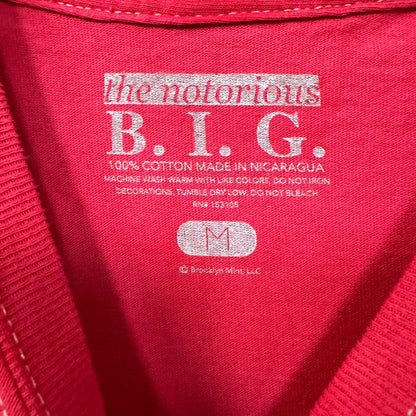 the notorious
B. I. G.
100% COTTON MADE IN NICARAGUA
MACHINE WASH WARM WITH LIKE COLORS, DO NOT IRON
DECORATIONS, TUMBLE DRY LOW, DO NOT BLEACH
RN# 153105
M
© Brooklyn Mint, LLC